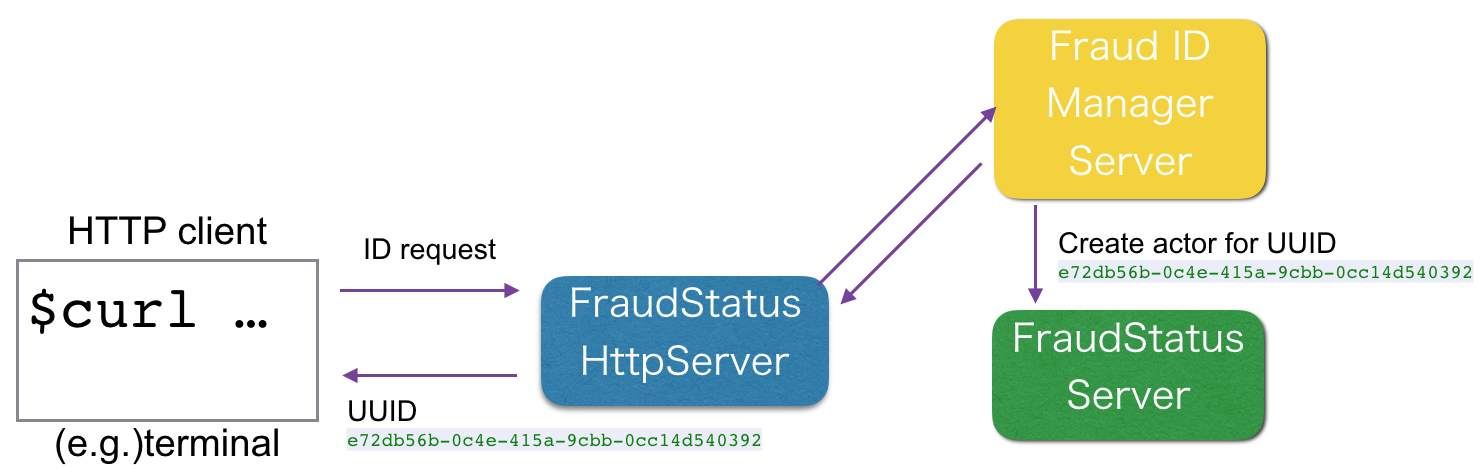 HTTP client
$curl …
(e.g.)terminal
ID request
UUID
e72db56b-0c4e-415a-9cbb-0cc14d540392
FraudStatus
HttpServer
Fraud ID
Manager
Server
Create actor for UUID
e72db56b-0c4e-415a-9cbb-0cc14d540392
FraudStatus
Server